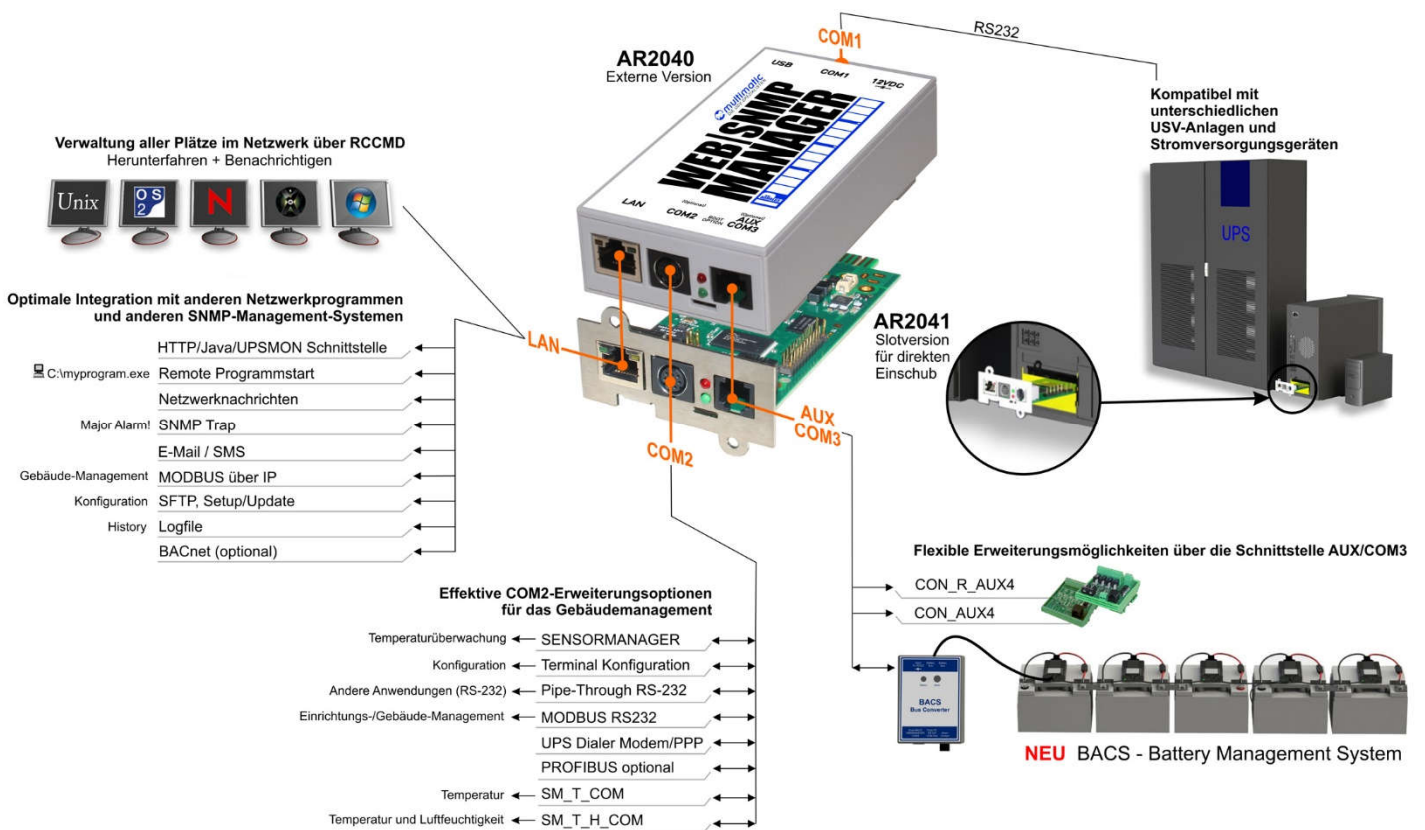 COM1
RS232
AR2040
Externe Version
USB
COM1
12VDC
multimatic
WEB/SNMP
MANAGER
LAN
(Optional)
COM2
BOOT
OPTION
(Optional)
AUX
COM3
Kompatibel mit
unterschiedlichen
USV-Anlagen und
Stromversorgungsgeräten
UPS
Verwaltung aller Plätze im Netzwerk über RCCMD
Herunterfahren + Benachrichtigen
Unix
OS
2
N
Optimale Integration mit anderen Netzwerkprogrammen
und anderen SNMP-Management-Systemen
HTTP/Java/UPSMON Schnittstelle
C:\myprogram.exe Remote Programmstart
Netzwerknachrichten
Major Alarm! SNMP Trap
E-Mail / SMS
Gebäude-Management MODBUS über IP
Konfiguration SFTP, Setup/Update
History Logfile
BACnet (optional)
LAN
COM2
AUX
COM3
AR2041
Slotversion
für direkten
Einschub
Effektive COM2-Erweiterungsoptionen
für das Gebäudemanagement
Temperaturüberwachung SENSORMANAGER
Konfiguration Terminal Konfiguration
Andere Anwendungen (RS-232) Pipe-Through RS-232
Einrichtungs-/Gebäude-Management MODBUS RS232
UPS Dialer Modem/PPP
PROFIBUS optional
Temperatur SM_T_COM
Temperatur und Luftfeuchtigkeit SM_T_H_COM
Flexible Erweiterungsmöglichkeiten über die Schnittstelle AUX/COM3
CON_R_AUX4
CON_AUX4
BACS
Bus Converter
NEU BACS - Battery Management System